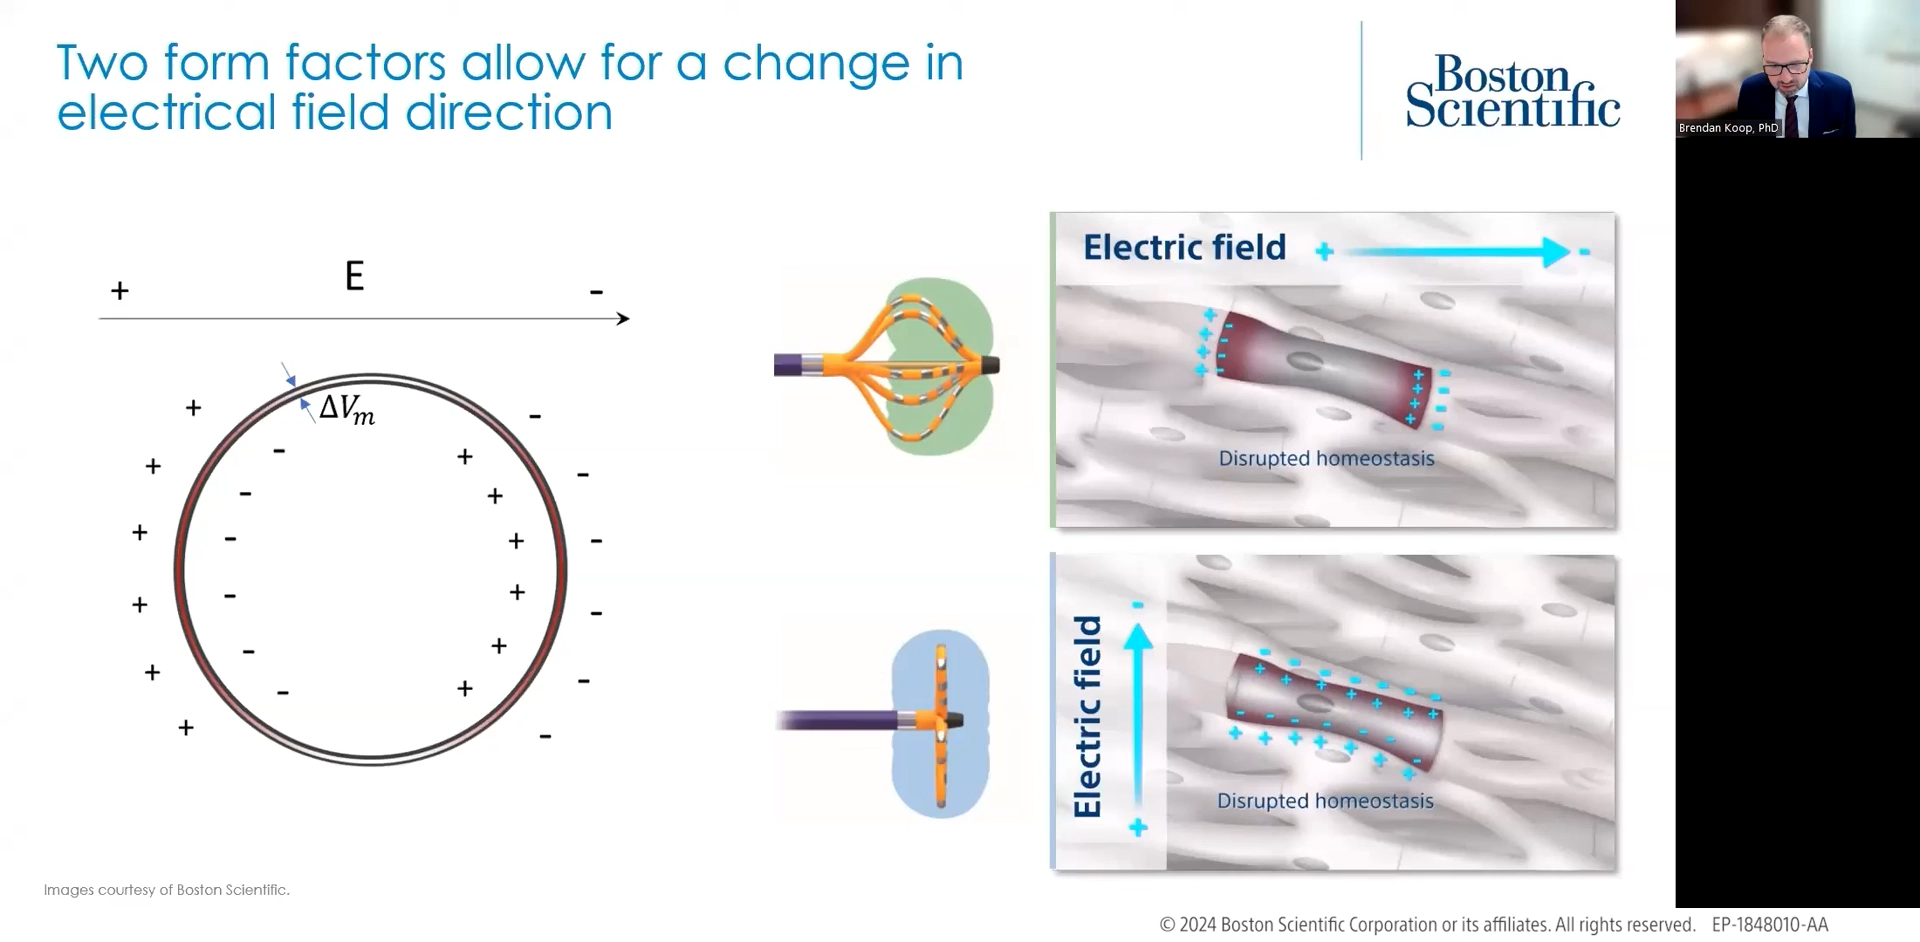 Two form factors allow for a change in
electrical field direction
Boston
Scientific
Brendan Koop, PhD
+ E -
ΔVm
Electric field + -
Disrupted homeostasis
Electric field
Disrupted homeostasis
Images courtesy of Boston Scientific.
© 2024 Boston Scientific Corporation or its affiliates. All rights reserved. EP-1848010-AA